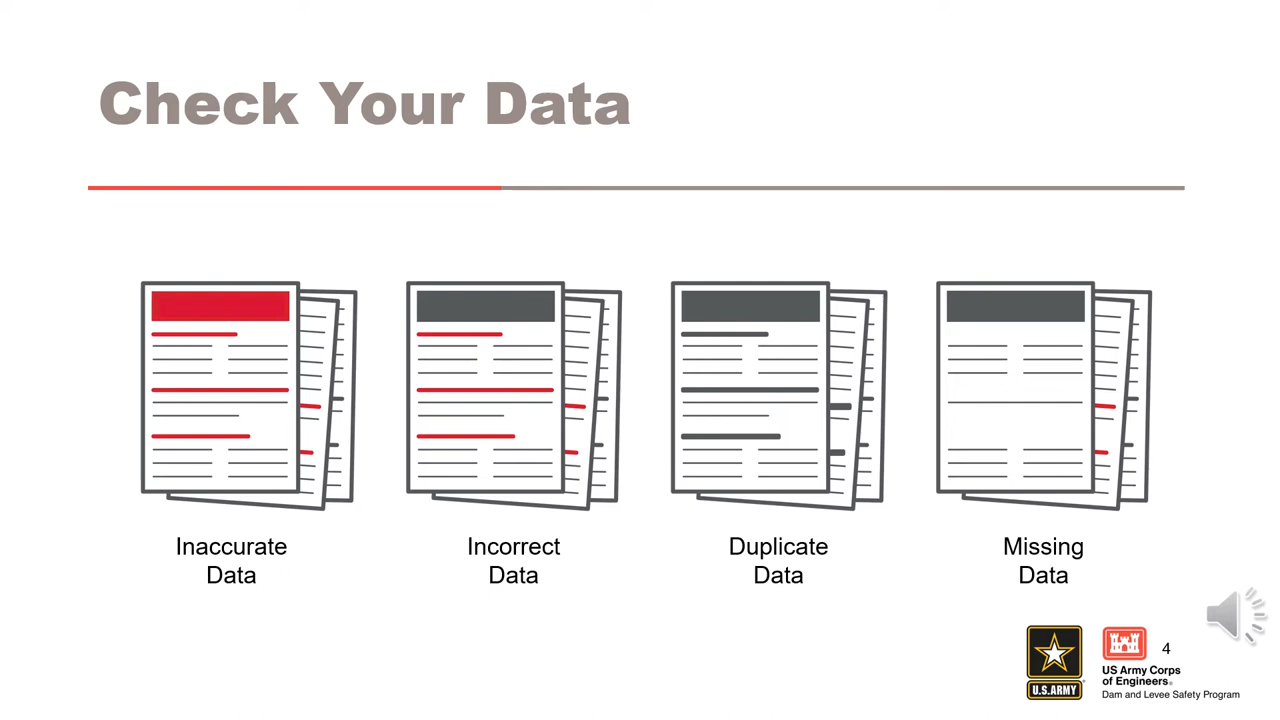 Check Your Data
Inaccurate
Data
Incorrect
Data
Duplicate
Data
Missing
Data
U.S.ARMY
US Army Corps
of Engineers®
Dam and Levee Safety Program
4